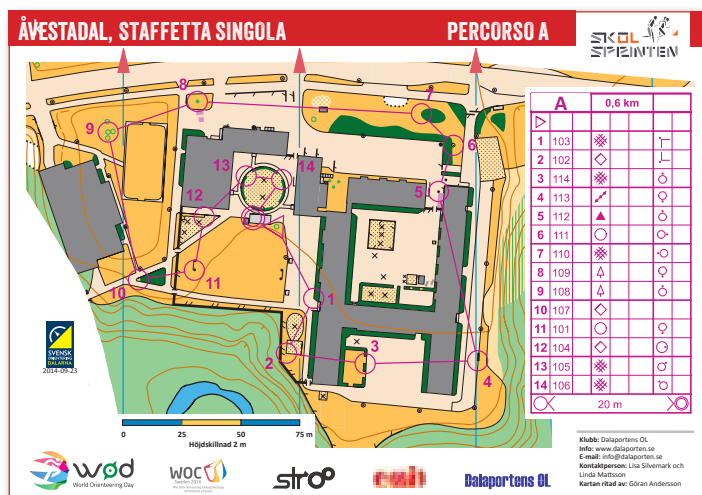 ÅVESTADAL, STAFFETTA SINGOLA
PERCORSO A
SKOL
SPRINTEN
A 0,6 km
1 103
2 102
3 114
4 113
5 112
6 111
7 110
8 109
9 108
10 107
11 101
12 104
13 105
14 106
20 m
8
7
9
6
13
14
5
12
11
10
1
2
3
4
SVENSK
ORIENTERING
DALARNA
2014-09-23
0 25 50 75 m
Höjdskillnad 2 m
wod
World Orienteering Day
WOC
Sweden 2016
stroo
Dalaportens OL
Klubb: Dalaportens OL
Info: www.dalaporten.se
E-mail: info@dalaporten.se
Kontaktperson: Lisa Silvemark och
Linda Mattsson
Kartan ritad av: Göran Andersson